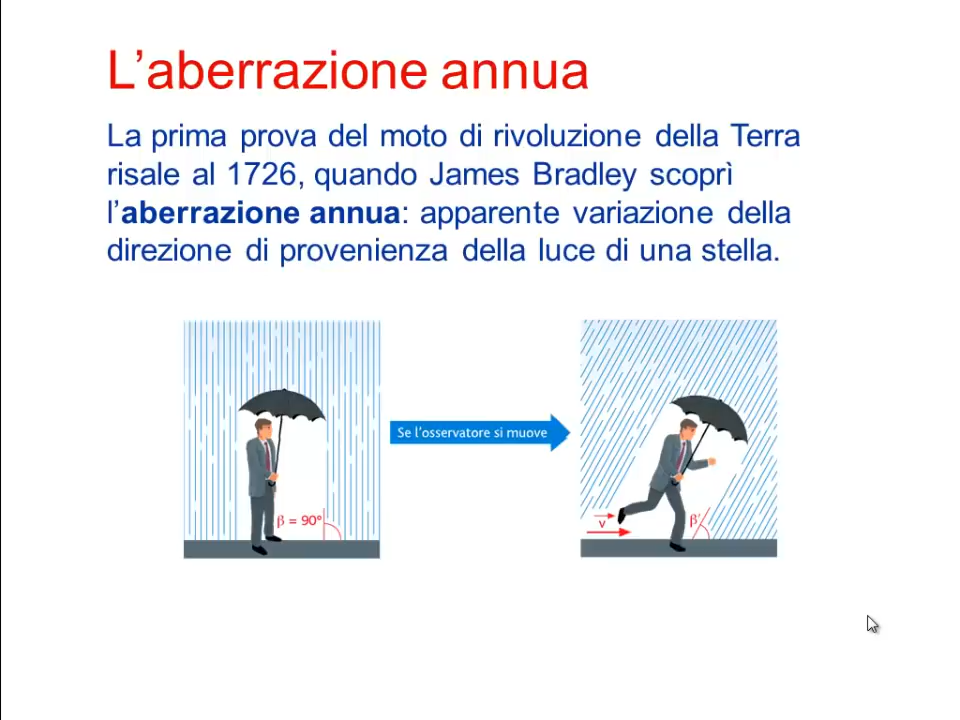 L’aberrazione annua
La prima prova del moto di rivoluzione della Terra
risale al 1726, quando James Bradley scoprì
l’aberrazione annua: apparente variazione della
direzione di provenienza della luce di una stella.
Se l’osservatore si muove
β = 90°
v
β’